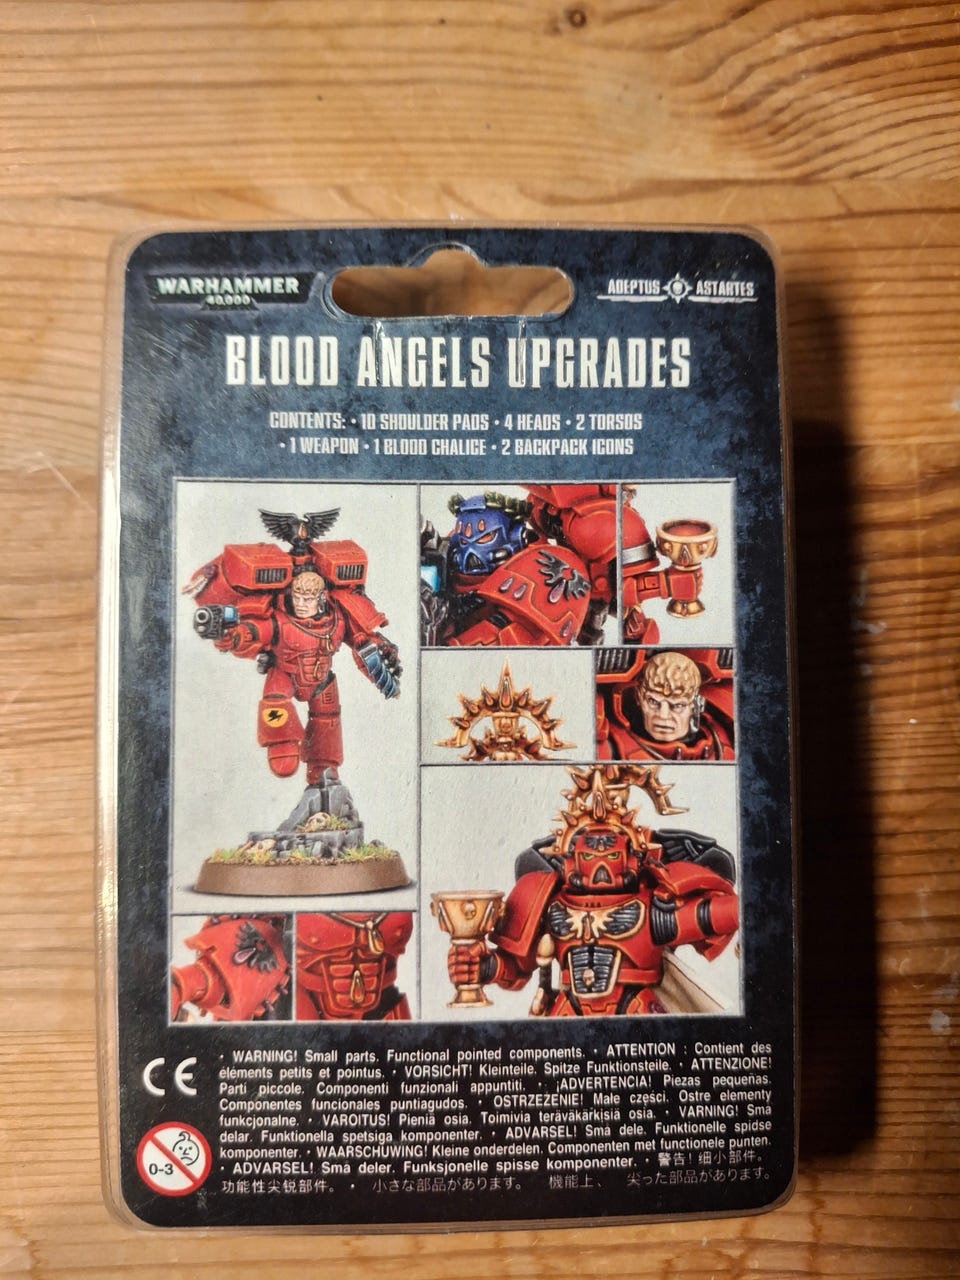 WARHAMMER
40,000
ADEPTUS ASTARTES
BLOOD ANGELS UPGRADES
CONTENTS: • 10 SHOULDER PADS • 4 HEADS • 2 TORSOS
• 1 WEAPON • 1 BLOOD CHALICE • 2 BACKPACK ICONS
CE
• WARNING! Small parts. Functional pointed components. • ATTENTION : Contient des
éléments petits et pointus. • VORSICHT! Kleinteile. Spitze Funktionsteile. • ATTENZIONE!
Parti piccole. Componenti funzionali appuntiti. • ¡ADVERTENCIA! Piezas pequeñas.
Componentes funcionales puntiagudos. • OSTRZEŻENIE! Małe części. Ostre elementy
funkcjonalne. • VAROITUS! Pieniä osia. Toimivia teräväkärkisiä osia. • VARNING! Små
delar. Funktionella spetsiga komponenter. • ADVARSEL! Små dele. Funktionelle spidse
komponenter. • WAARSCHUWING! Kleine onderdelen. Componenten met functionele punten.
• ADVARSEL! Små deler. Funksjonelle spisse komponenter. • 警告! 细小部件。
功能性尖锐部件。 • 小さな部品があります。 機能上、 尖った部品があります。
0-3